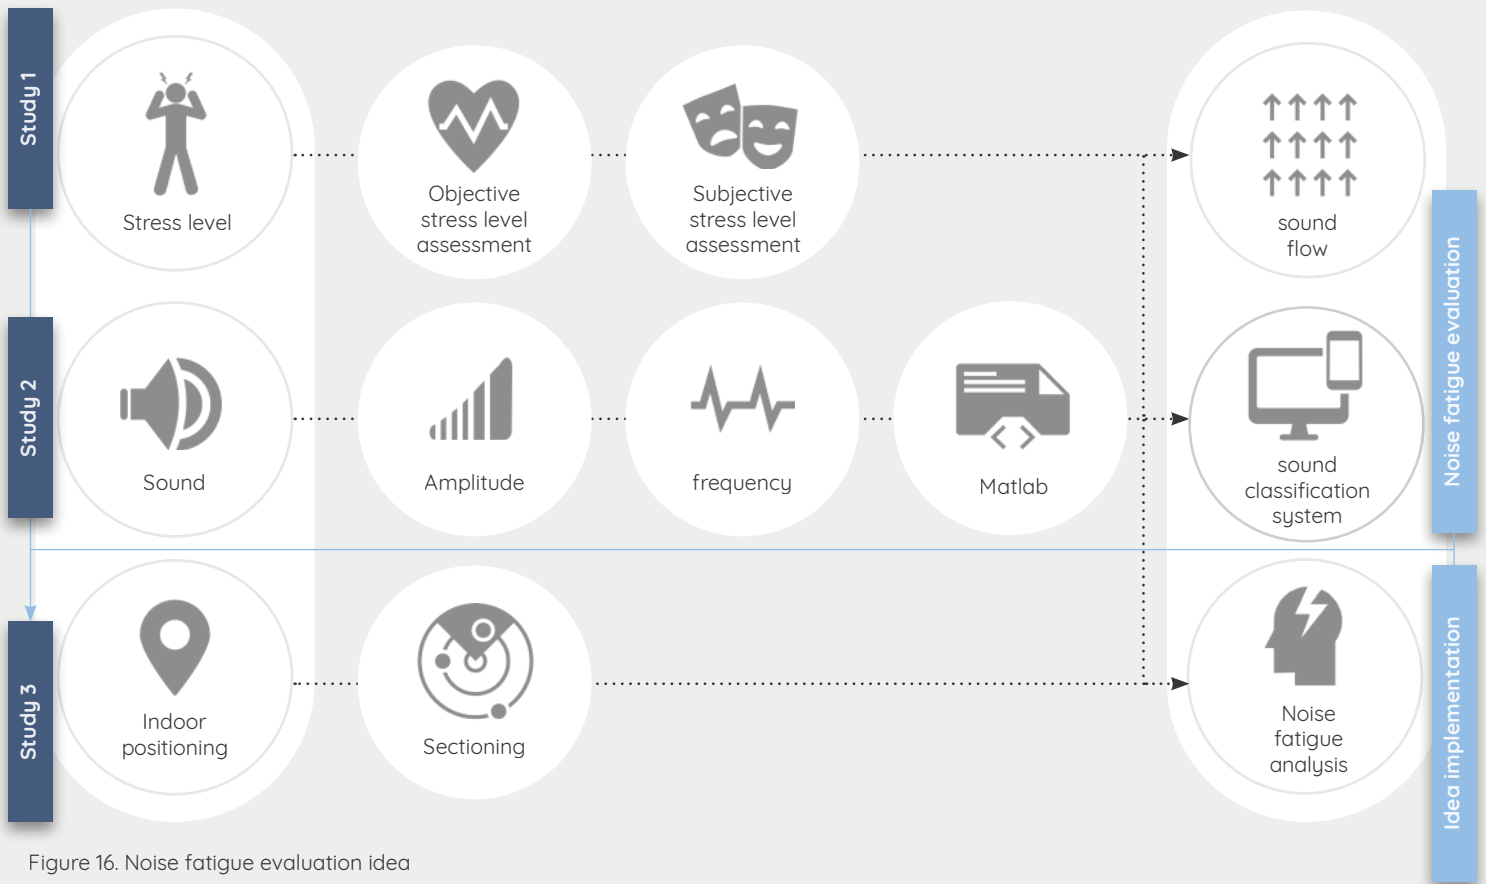 Study 1
Stress level
Objective
stress level
assessment
Subjective
stress level
assessment
sound
flow
Noise fatigue evaluation
Study 2
Sound
Amplitude
frequency
Matlab
sound
classification
system
Study 3
Indoor
positioning
Sectioning
Noise
fatigue
analysis
Idea implementation
Figure 16. Noise fatigue evaluation idea